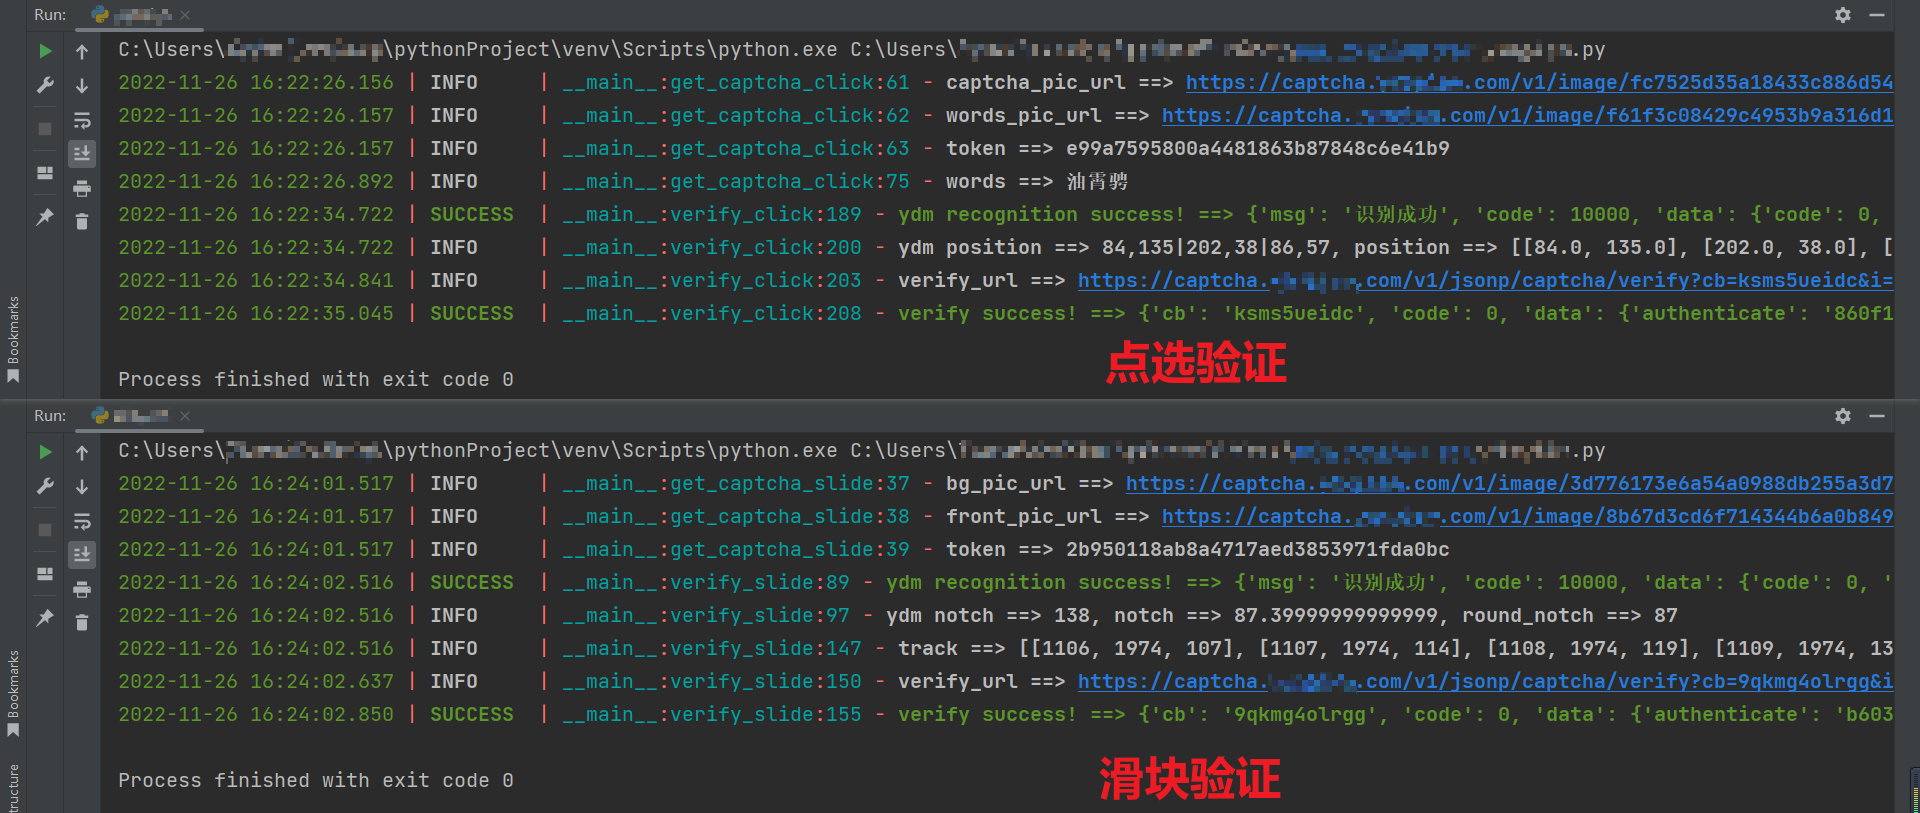 Run:
C:\Users\ \pythonProject\venv\Scripts\python.exe C:\Users\ .py
2022-11-26 16:22:26.156 | INFO     | __main__:get_captcha_click:61 - captcha_pic_url ==> https://captcha. .com/v1/image/fc7525d35a18433c886d54
2022-11-26 16:22:26.157 | INFO     | __main__:get_captcha_click:62 - words_pic_url ==> https://captcha. .com/v1/image/f61f3c08429c4953b9a316d1
2022-11-26 16:22:26.157 | INFO     | __main__:get_captcha_click:63 - token ==> e99a7595800a4481863b87848c6e41b9
2022-11-26 16:22:26.892 | INFO     | __main__:get_captcha_click:75 - words ==> 油霄骋
2022-11-26 16:22:34.722 | SUCCESS  | __main__:verify_click:189 - ydm recognition success! ==> {'msg': '识别成功', 'code': 10000, 'data': {'code': 0,
2022-11-26 16:22:34.722 | INFO     | __main__:verify_click:200 - ydm position ==> 84,135|202,38|86,57, position ==> [[84.0, 135.0], [202.0, 38.0], [
2022-11-26 16:22:34.841 | INFO     | __main__:verify_click:203 - verify_url ==> https://captcha. .com/v1/jsonp/captcha/verify?cb=ksms5ueidc&i=
2022-11-26 16:22:35.045 | SUCCESS  | __main__:verify_click:208 - verify success! ==> {'cb': 'ksms5ueidc', 'code': 0, 'data': {'authenticate': '860f1
点选验证
Process finished with exit code 0
Bookmarks
Run:
C:\Users\ \pythonProject\venv\Scripts\python.exe C:\Users\ .py
2022-11-26 16:24:01.517 | INFO     | __main__:get_captcha_slide:37 - bg_pic_url ==> https://captcha. .com/v1/image/3d776173e6a54a0988db255a3d7
2022-11-26 16:24:01.517 | INFO     | __main__:get_captcha_slide:38 - front_pic_url ==> https://captcha. .com/v1/image/8b67d3cd6f714344b6a0b849
2022-11-26 16:24:01.517 | INFO     | __main__:get_captcha_slide:39 - token ==> 2b950118ab8a4717aed3853971fda0bc
2022-11-26 16:24:02.516 | SUCCESS  | __main__:verify_slide:89 - ydm recognition success! ==> {'msg': '识别成功', 'code': 10000, 'data': {'code': 0, '
2022-11-26 16:24:02.516 | INFO     | __main__:verify_slide:97 - ydm notch ==> 138, notch ==> 87.39999999999999, round_notch ==> 87
2022-11-26 16:24:02.516 | INFO     | __main__:verify_slide:147 - track ==> [[1106, 1974, 107], [1107, 1974, 114], [1108, 1974, 119], [1109, 1974, 13
2022-11-26 16:24:02.637 | INFO     | __main__:verify_slide:150 - verify_url ==> https://captcha. .com/v1/jsonp/captcha/verify?cb=9qkmg4olrgg&i
2022-11-26 16:24:02.850 | SUCCESS  | __main__:verify_slide:155 - verify success! ==> {'cb': '9qkmg4olrgg', 'code': 0, 'data': {'authenticate': 'b603
滑块验证
Process finished with exit code 0
Bookmarks
tructure